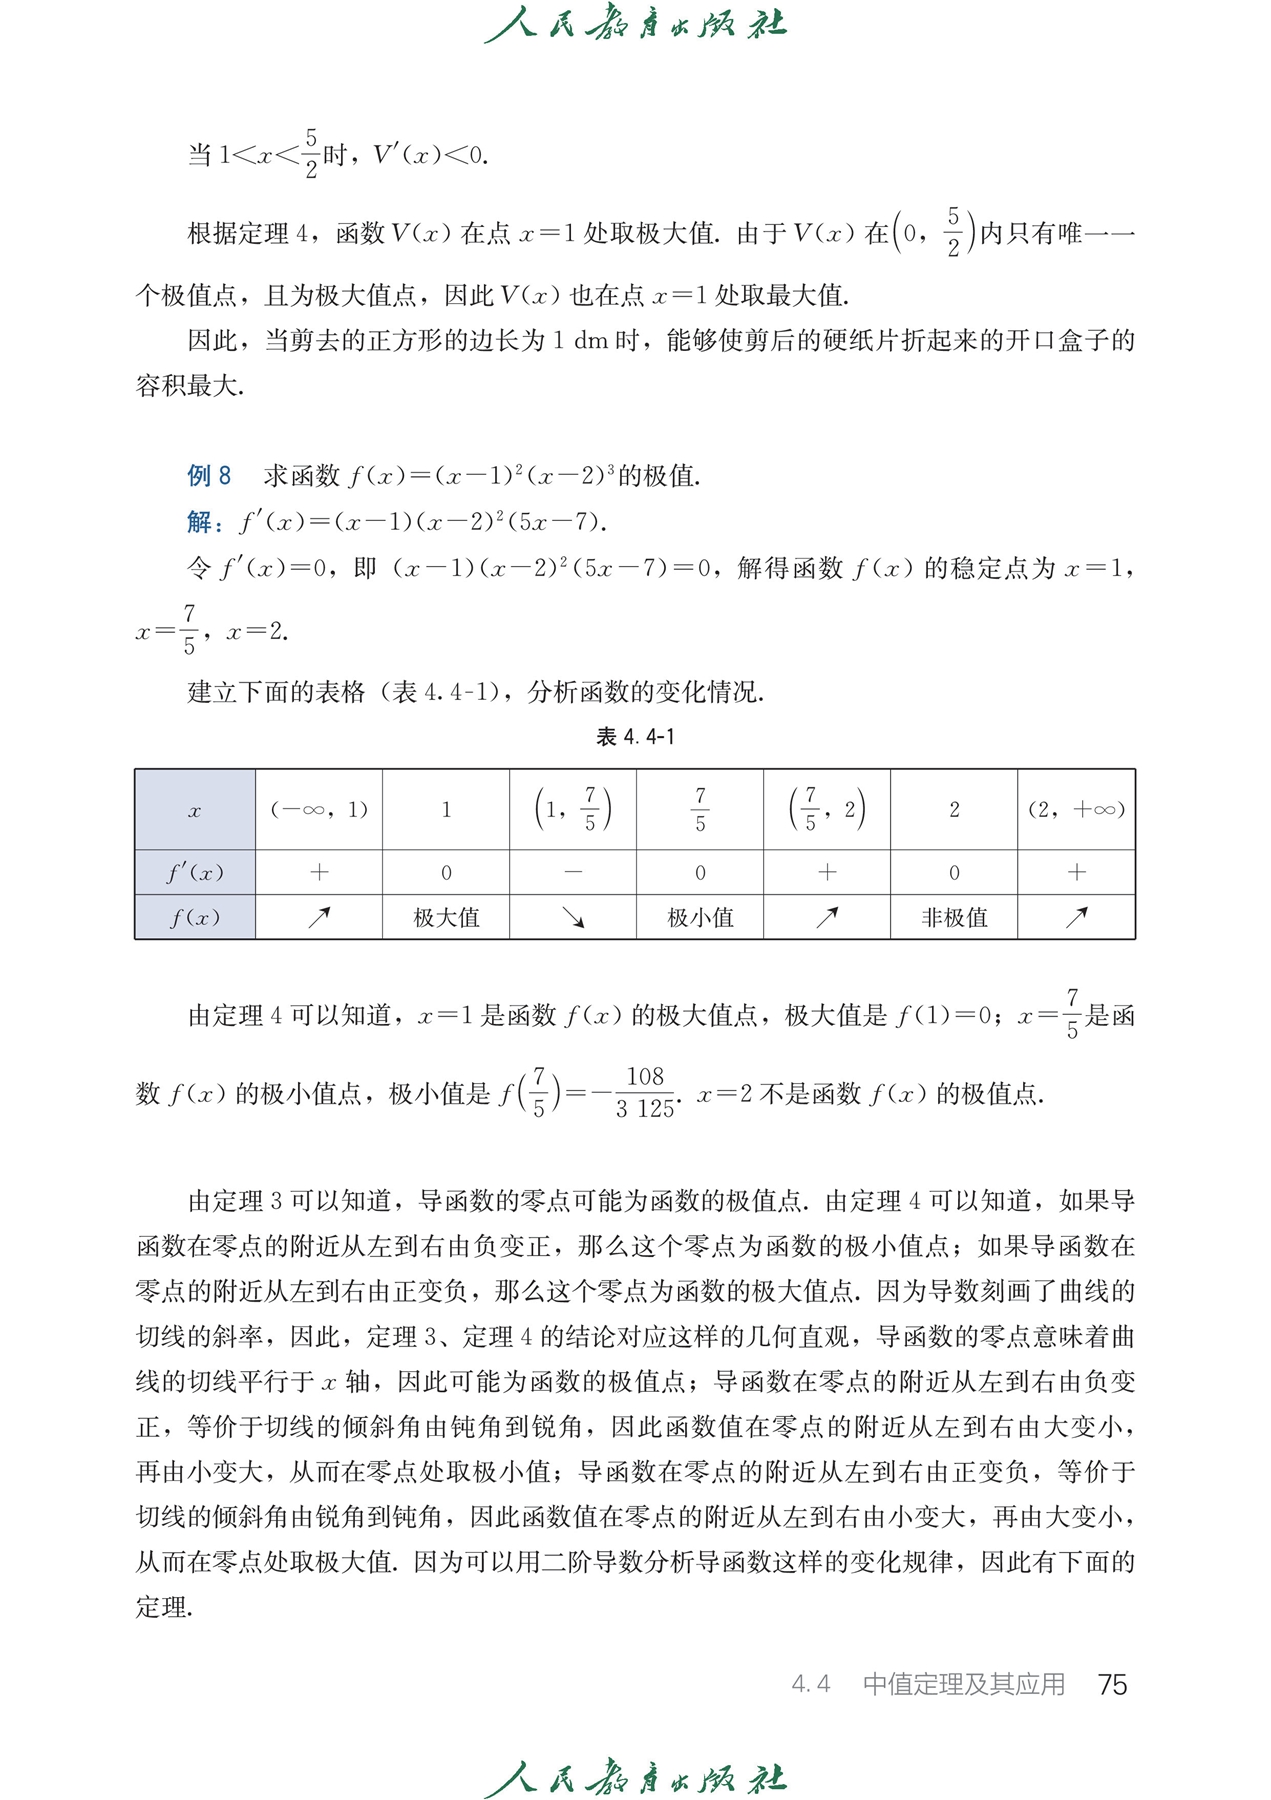 人民教育出版社
当 1<x<5/2时，V′(x)<0.
根据定理 4，函数 V(x) 在点 x=1 处取极大值. 由于 V(x) 在(0, 5/2)内只有唯一一
个极值点，且为极大值点，因此 V(x) 也在点 x=1 处取最大值.
因此，当剪去的正方形的边长为 1 dm 时，能够使剪后的硬纸片折起来的开口盒子的
容积最大.
例 8 求函数 f(x)=(x-1)²(x-2)³的极值.
解：f′(x)=(x-1)(x-2)²(5x-7).
令 f′(x)=0，即 (x-1)(x-2)²(5x-7)=0，解得函数 f(x) 的稳定点为 x=1，
x=7/5，x=2.
建立下面的表格（表 4.4-1），分析函数的变化情况.
表 4.4-1
x (-∞, 1) 1 (1, 7/5) 7/5 (7/5, 2) 2 (2, +∞)
f′(x) + 0 - 0 + 0 +
f(x) ↗ 极大值 ↘ 极小值 ↗ 非极值 ↗
由定理 4 可以知道，x=1 是函数 f(x) 的极大值点，极大值是 f(1)=0；x=7/5是函
数 f(x) 的极小值点，极小值是 f(7/5)=-108/3 125. x=2 不是函数 f(x) 的极值点.
由定理 3 可以知道，导函数的零点可能为函数的极值点. 由定理 4 可以知道，如果导
函数在零点的附近从左到右由负变正，那么这个零点为函数的极小值点；如果导函数在
零点的附近从左到右由正变负，那么这个零点为函数的极大值点. 因为导数刻画了曲线的
切线的斜率，因此，定理 3、定理 4 的结论对应这样的几何直观，导函数的零点意味着曲
线的切线平行于 x 轴，因此可能为函数的极值点；导函数在零点的附近从左到右由负变
正，等价于切线的倾斜角由钝角到锐角，因此函数值在零点的附近从左到右由大变小，
再由小变大，从而在零点处取极小值；导函数在零点的附近从左到右由正变负，等价于
切线的倾斜角由锐角到钝角，因此函数值在零点的附近从左到右由小变大，再由大变小，
从而在零点处取极大值. 因为可以用二阶导数分析导函数这样的变化规律，因此有下面的
定理.
4.4 中值定理及其应用 75
人民教育出版社